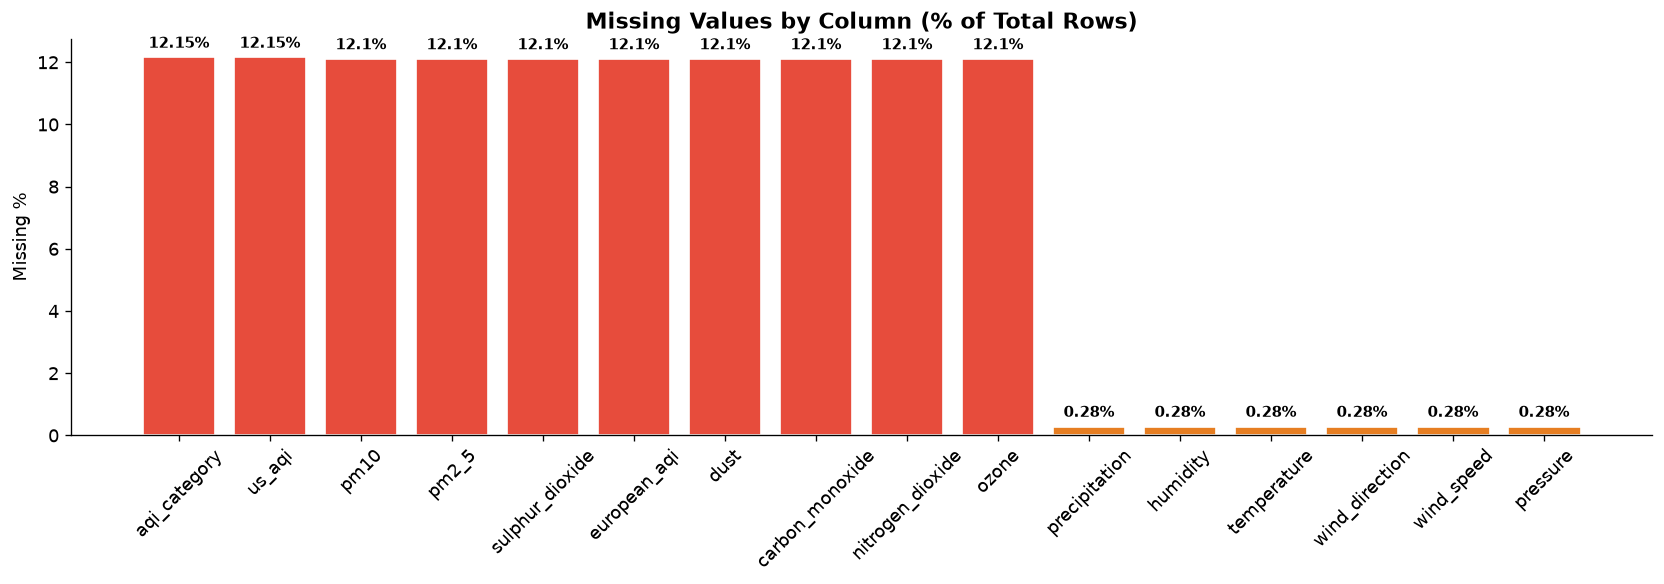 Missing Values by Column (% of Total Rows)
12.15% 12.15% 12.1% 12.1% 12.1% 12.1% 12.1% 12.1% 12.1% 12.1%
0.28% 0.28% 0.28% 0.28% 0.28% 0.28%
Missing %
12
10
8
6
4
2
0
aqi_category
us_aqi
pm10
pm2_5
sulphur_dioxide
european_aqi
dust
carbon_monoxide
nitrogen_dioxide
ozone
precipitation
humidity
temperature
wind_direction
wind_speed
pressure